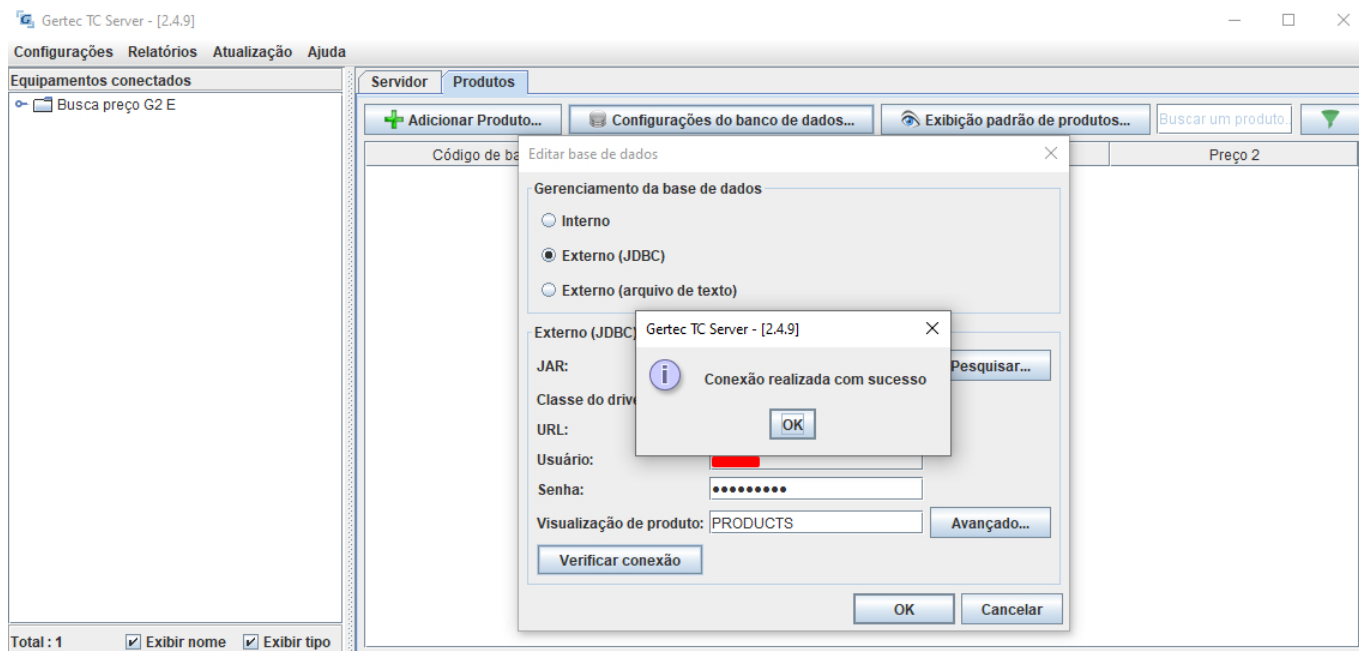 Gertec TC Server - [2.4.9]
Configurações Relatórios Atualização Ajuda
Equipamentos conectados
Busca preço G2 E
Total : 1 Exibir nome Exibir tipo
Servidor Produtos
Adicionar Produto... Configurações do banco de dados... Exibição padrão de produtos... Buscar um produto.
Código de ba Preço 2
Editar base de dados
Gerenciamento da base de dados
Interno
Externo (JDBC)
Externo (arquivo de texto)
Externo (JDBC)
JAR: Pesquisar...
Classe do drive
URL:
Usuário:
Senha: •••••••••
Visualização de produto: PRODUCTS Avançado...
Verificar conexão
OK Cancelar
Gertec TC Server - [2.4.9]
Conexão realizada com sucesso
OK